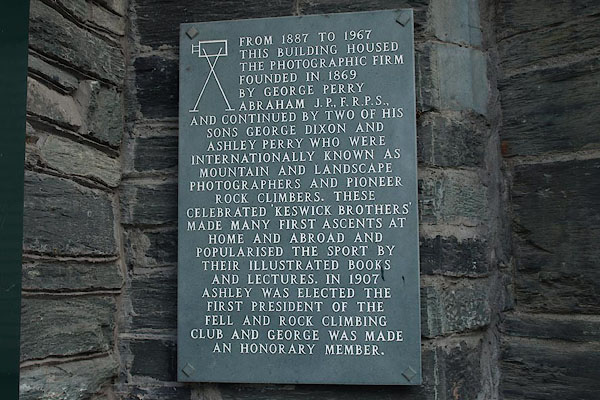 FROM 1887 TO 1967
THIS BUILDING HOUSED
THE PHOTOGRAPHIC FIRM
FOUNDED IN 1869
BY GEORGE PERRY
ABRAHAM J.P., F.R.P.S.,
AND CONTINUED BY TWO OF HIS
SONS GEORGE DIXON AND
ASHLEY PERRY WHO WERE
INTERNATIONALLY KNOWN AS
MOUNTAIN AND LANDSCAPE
PHOTOGRAPHERS AND PIONEER
ROCK CLIMBERS. THESE
CELEBRATED 'KESWICK BROTHERS'
MADE MANY FIRST ASCENTS AT
HOME AND ABROAD AND
POPULARISED THE SPORT BY
THEIR ILLUSTRATED BOOKS
AND LECTURES. IN 1907
ASHLEY WAS ELECTED THE
FIRST PRESIDENT OF THE
FELL AND ROCK CLIMBING
CLUB AND GEORGE WAS MADE
AN HONORARY MEMBER.